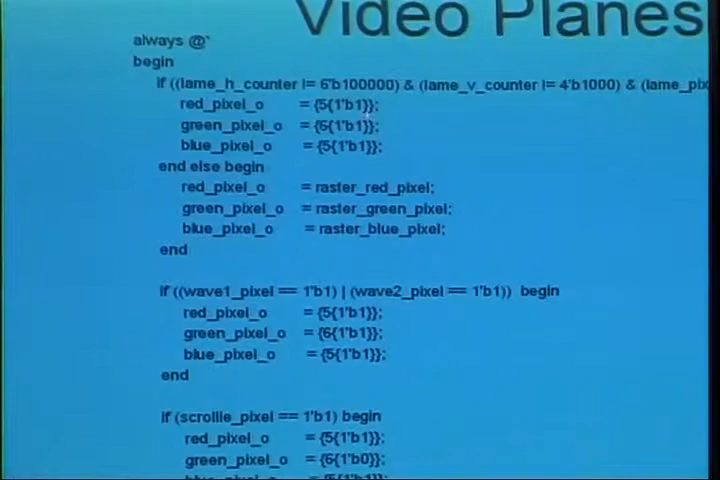 Video Planes
always @*
begin
if ((lame_h_counter != 6'b100000) & (lame_v_counter != 4'b1000) & (lame_pix
red_pixel_o = {5{1'b1}};
green_pixel_o = {6{1'b1}};
blue_pixel_o = {5{1'b1}};
end else begin
red_pixel_o = raster_red_pixel;
green_pixel_o = raster_green_pixel;
blue_pixel_o = raster_blue_pixel;
end
if ((wave1_pixel == 1'b1) | (wave2_pixel == 1'b1)) begin
red_pixel_o = {5{1'b1}};
green_pixel_o = {6{1'b1}};
blue_pixel_o = {5{1'b1}};
end
if (scrollie_pixel == 1'b1) begin
red_pixel_o = {5{1'b1}};
green_pixel_o = {6{1'b0}};